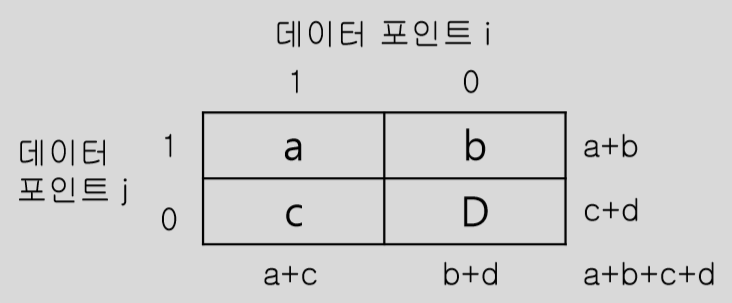 데이터 포인트 i
1 0
데이터 포인트 j
1 a b a+b
0 c D c+d
a+c b+d a+b+c+d